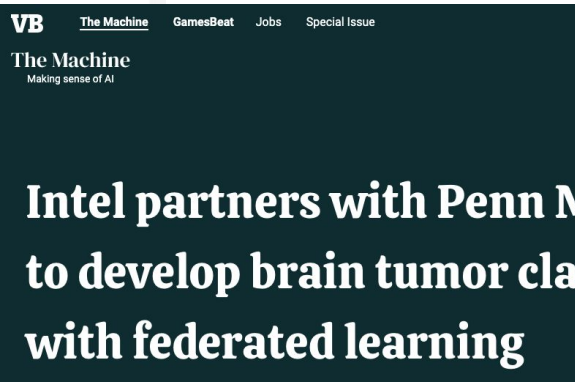 VB The Machine GamesBeat Jobs Special Issue
The Machine
Making sense of AI
Intel partners with Penn
to develop brain tumor
with federated learning